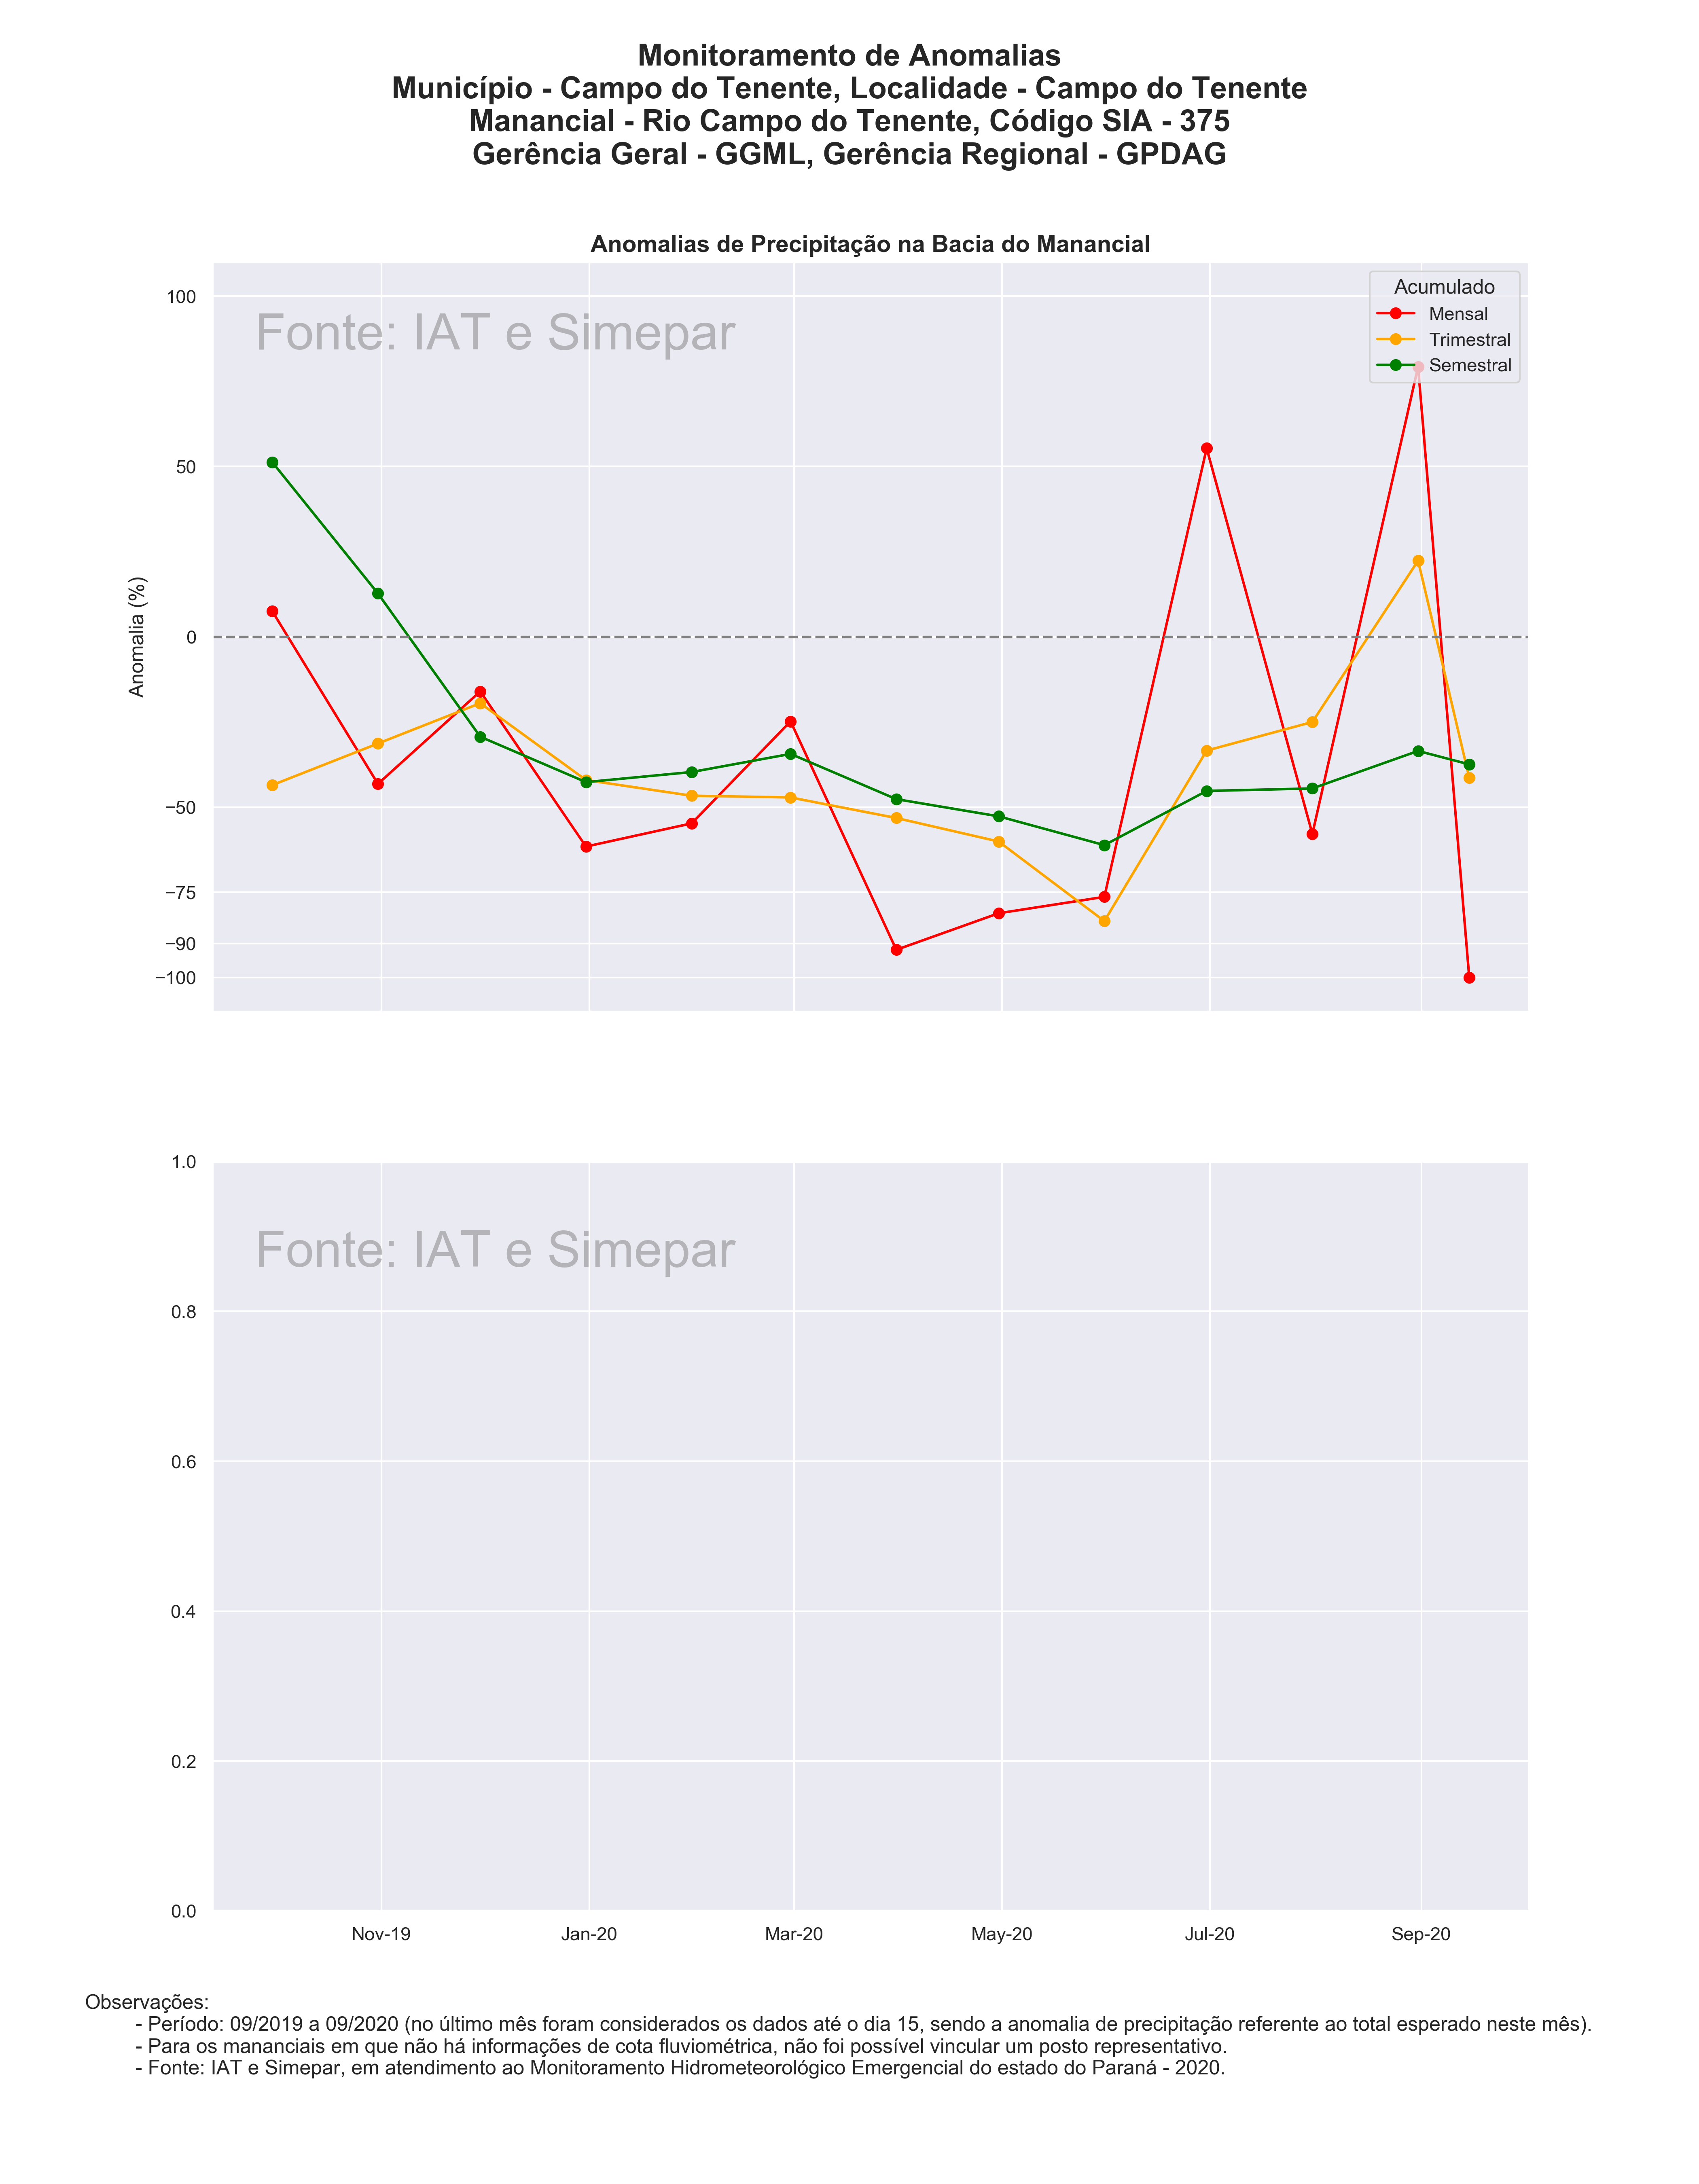 Monitoramento de Anomalias
Município - Campo do Tenente, Localidade - Campo do Tenente
Manancial - Rio Campo do Tenente, Código SIA - 375
Gerência Geral - GGML, Gerência Regional - GPDAG
Anomalias de Precipitação na Bacia do Manancial
Fonte: IAT e Simepar
Acumulado
Mensal
Trimestral
Semestral
Anomalia (%)
100
50
0
−50
−75
−90
−100
Fonte: IAT e Simepar
1.0
0.8
0.6
0.4
0.2
0.0
Nov-19 Jan-20 Mar-20 May-20 Jul-20 Sep-20
Observações:
- Período: 09/2019 a 09/2020 (no último mês foram considerados os dados até o dia 15, sendo a anomalia de precipitação referente ao total esperado neste mês).
- Para os mananciais em que não há informações de cota fluviométrica, não foi possível vincular um posto representativo.
- Fonte: IAT e Simepar, em atendimento ao Monitoramento Hidrometeorológico Emergencial do estado do Paraná - 2020.